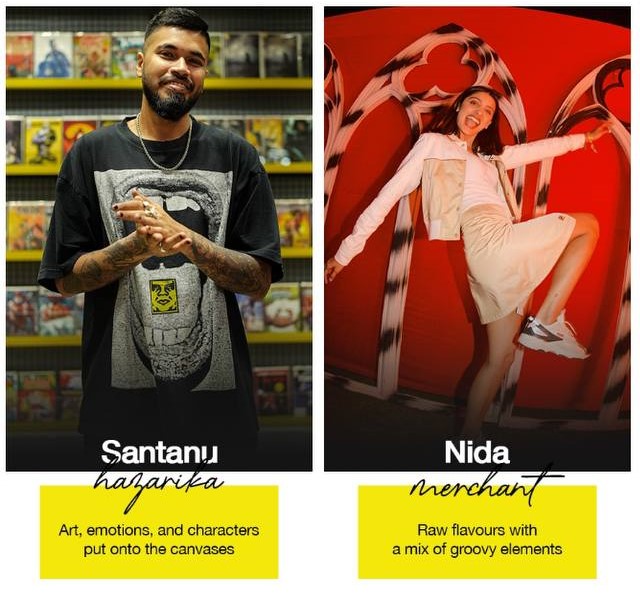 Santanu
hazarika
Art, emotions, and characters
put onto the canvases
Nida
merchant
Raw flavours with
a mix of groovy elements